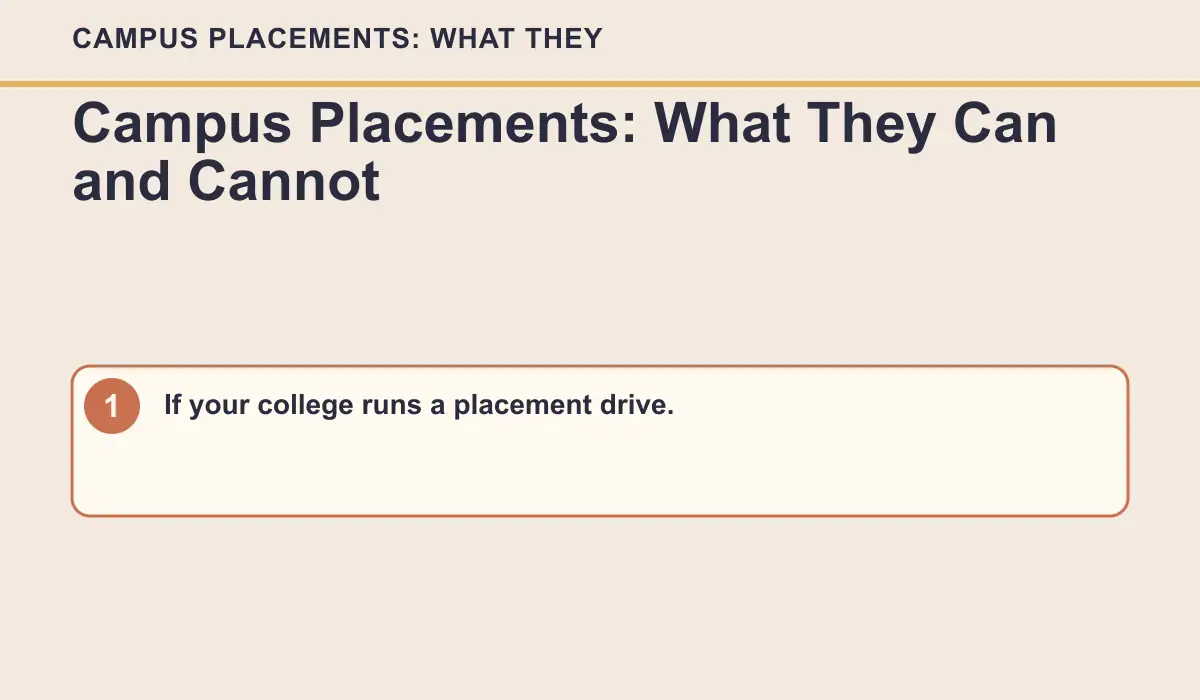 CAMPUS PLACEMENTS: WHAT THEY
Campus Placements: What They Can
and Cannot
1
If your college runs a placement drive.